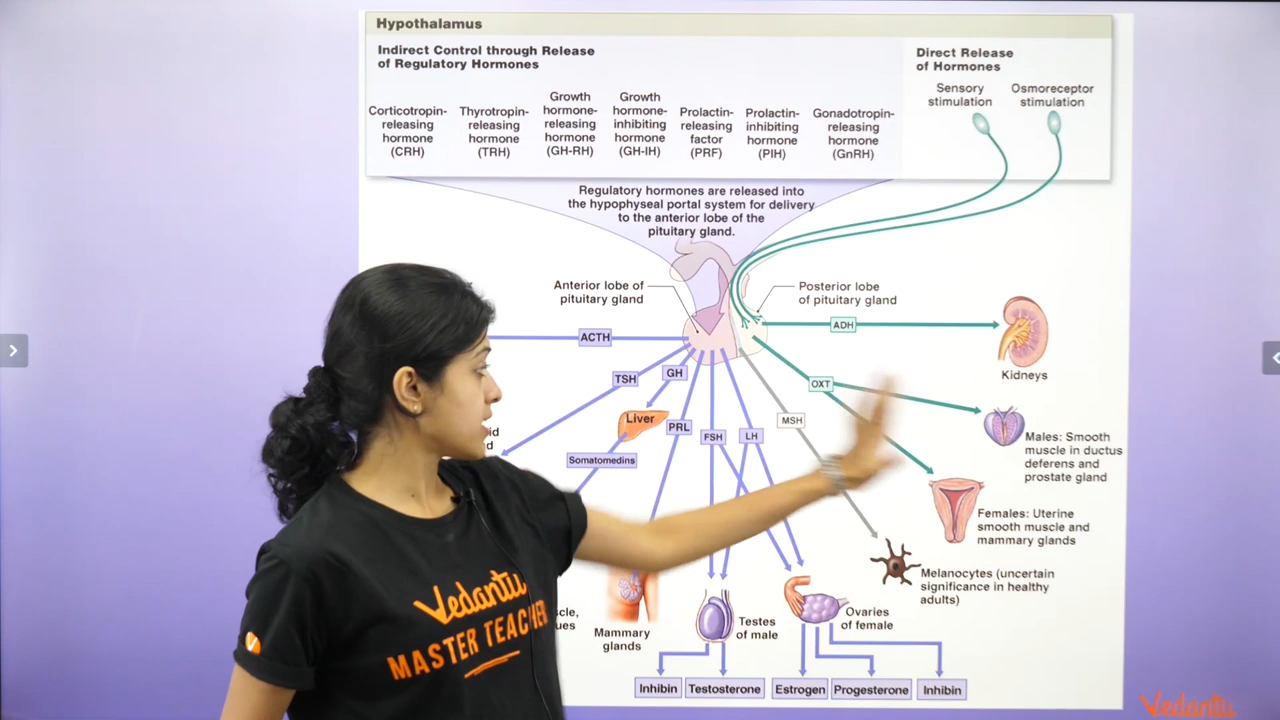 Hypothalamus
Indirect Control through Release
of Regulatory Hormones
Direct Release
of Hormones
Corticotropin-
releasing
hormone
(CRH)
Thyrotropin-
releasing
hormone
(TRH)
Growth
hormone-
releasing
hormone
(GH-RH)
Growth
hormone-
inhibiting
hormone
(GH-IH)
Prolactin-
releasing
factor
(PRF)
Prolactin-
inhibiting
hormone
(PIH)
Gonadotropin-
releasing
hormone
(GnRH)
Sensory
stimulation
Osmoreceptor
stimulation
Regulatory hormones are released into
the hypophyseal portal system for delivery
to the anterior lobe of the
pituitary gland.
Anterior lobe of
pituitary gland
Posterior lobe
of pituitary gland
ACTH
TSH
GH
Liver
PRL
FSH
LH
MSH
OXT
ADH
Somatomedins
Kidneys
Males: Smooth
muscle in ductus
deferens and
prostate gland
Females: Uterine
smooth muscle and
mammary glands
Melanocytes (uncertain
significance in healthy
adults)
Mammary
glands
Testes
of male
Ovaries
of female
Inhibin
Testosterone
Estrogen
Progesterone
Inhibin
Vedantu
MASTER TEACHER
Vedantu